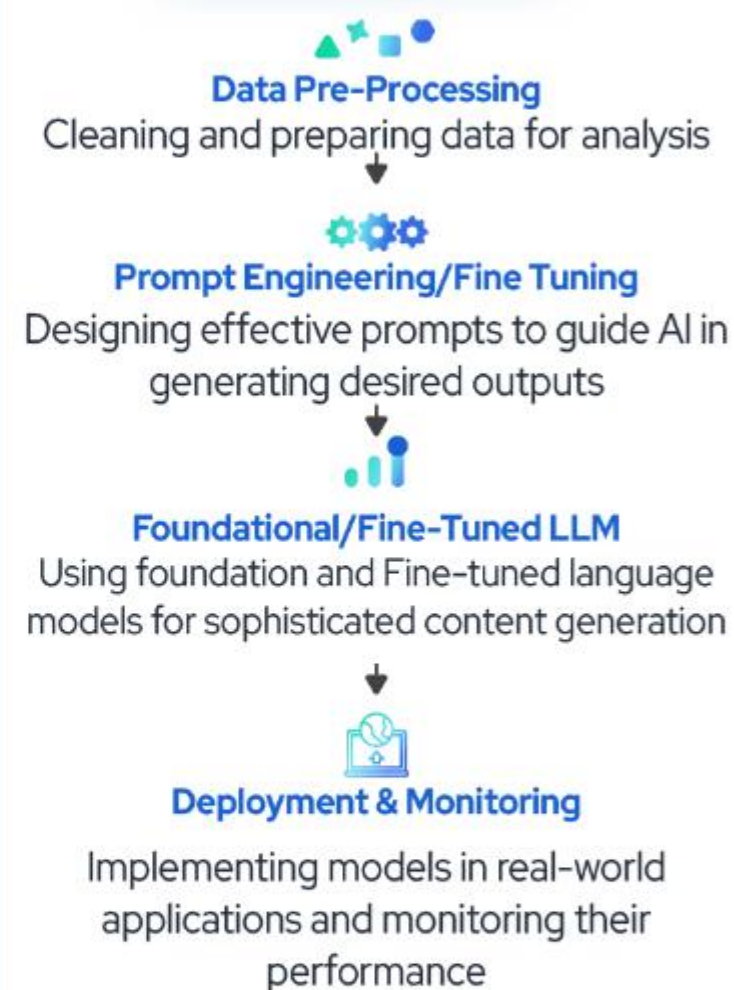 Data Pre-Processing
Cleaning and preparing data for analysis
Prompt Engineering/Fine Tuning
Designing effective prompts to guide AI in
generating desired outputs
Foundational/Fine-Tuned LLM
Using foundation and Fine-tuned language
models for sophisticated content generation
Deployment & Monitoring
Implementing models in real-world
applications and monitoring their
performance